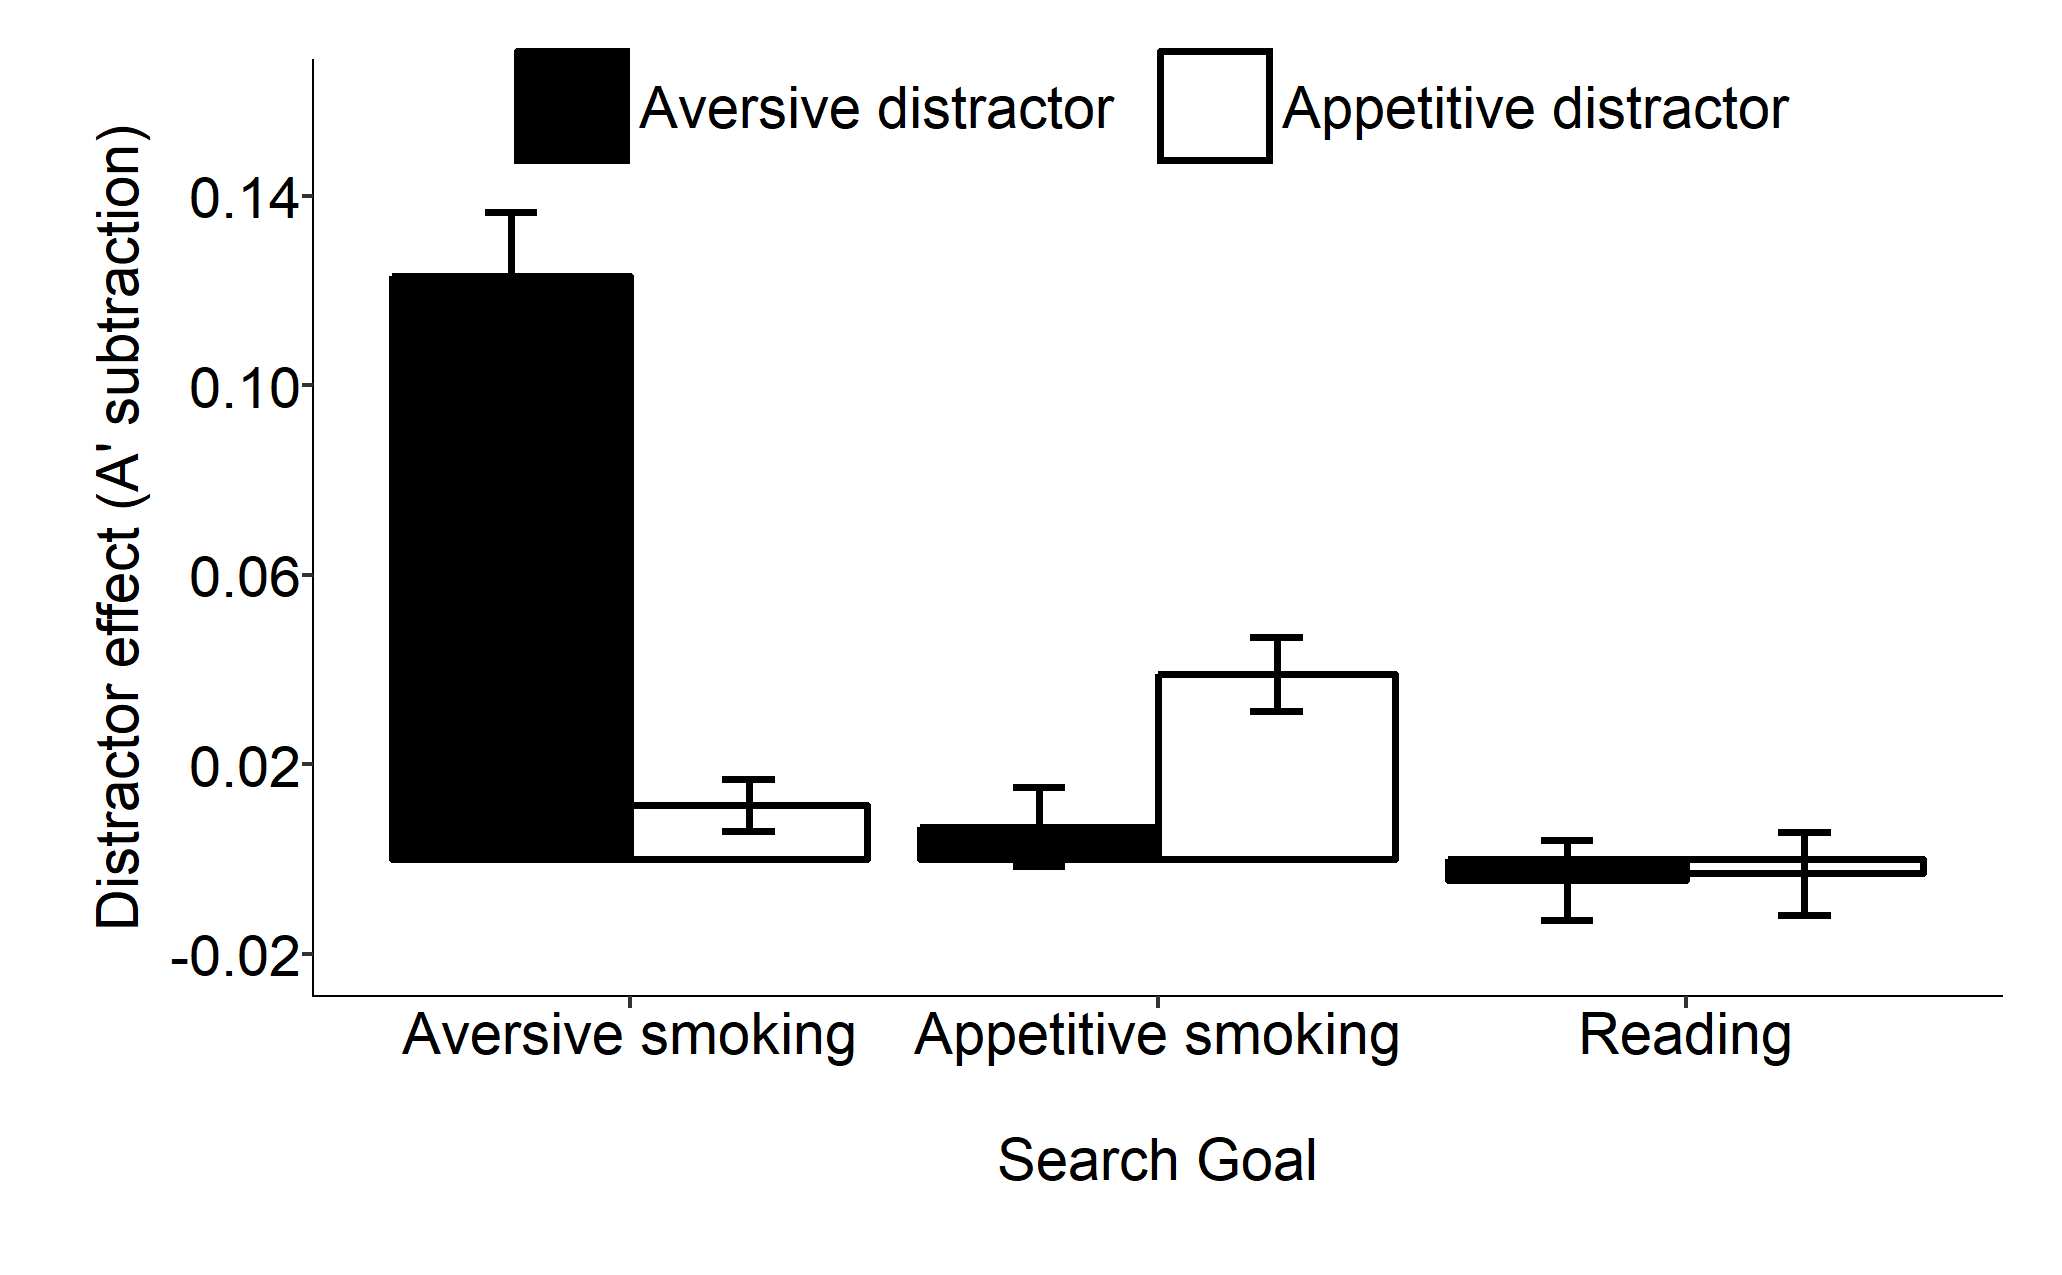 Aversive distractor
Appetitive distractor
Distractor effect (A' subtraction)
0.14
0.10
0.06
0.02
-0.02
Aversive smoking
Appetitive smoking
Reading
Search Goal